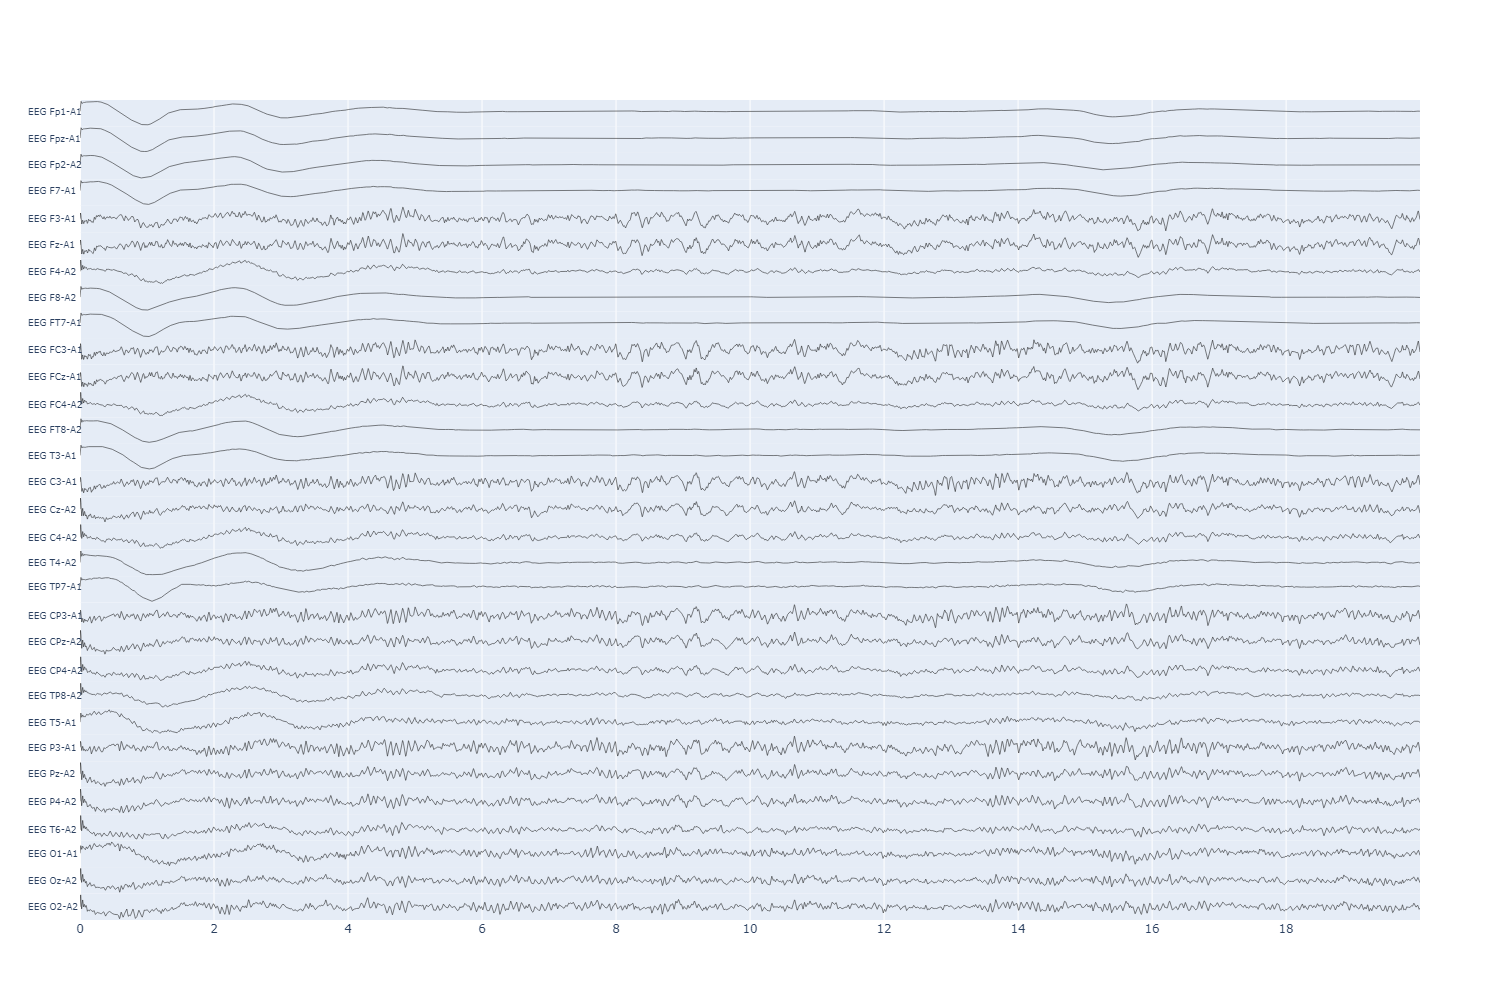 EEG Fp1-A1
EEG Fpz-A1
EEG Fp2-A2
EEG F7-A1
EEG F3-A1
EEG Fz-A1
EEG F4-A2
EEG F8-A2
EEG FT7-A1
EEG FC3-A1
EEG FCz-A1
EEG FC4-A2
EEG FT8-A2
EEG T3-A1
EEG C3-A1
EEG Cz-A2
EEG C4-A2
EEG T4-A2
EEG TP7-A1
EEG CP3-A1
EEG CPz-A2
EEG CP4-A2
EEG TP8-A2
EEG T5-A1
EEG P3-A1
EEG Pz-A2
EEG P4-A2
EEG T6-A2
EEG O1-A1
EEG Oz-A2
EEG O2-A2
0 2 4 6 8 10 12 14 16 18